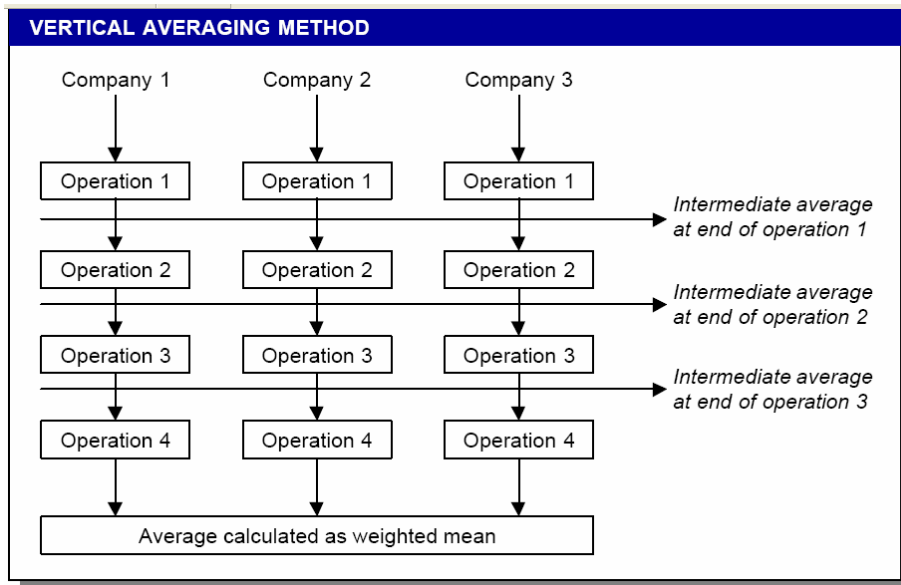 VERTICAL AVERAGING METHOD
Company 1 Company 2 Company 3
Operation 1 Operation 1 Operation 1
Intermediate average
at end of operation 1
Operation 2 Operation 2 Operation 2
Intermediate average
at end of operation 2
Operation 3 Operation 3 Operation 3
Intermediate average
at end of operation 3
Operation 4 Operation 4 Operation 4
Average calculated as weighted mean